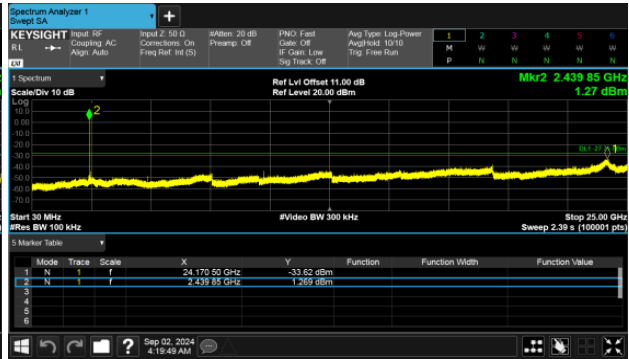 Spectrum Analyzer 1
Swept SA
+
KEYSIGHT Input: RF Input Z: 50 Ω #Atten: 20 dB PNO: Fast Avg Type: Log-Power 1 2 3 4 5 6
R L Coupling: AC Corrections: On Preamp: Off Gate: Off Avg|Hold: 10/10 M W W W W W
Align: Auto Freq Ref: Int (S) IF Gain: Low Trig: Free Run
Sig Track: Off P N N N N N
LXI
1 Spectrum
Ref Lvl Offset 11.00 dB Mkr2 2.439 85 GHz
Scale/Div 10 dB Ref Level 20.00 dBm 1.27 dBm
Log
10.0
0.00
-10.0
-20.0
-30.0
-40.0
-50.0
-60.0
-70.0
2
1
Start 30 MHz #Video BW 300 kHz Stop 25.00 GHz
#Res BW 100 kHz Sweep 2.39 s (100001 pts)
5 Marker Table
Mode Trace Scale X Y Function Function Width Function Value
1 N 1 f 24.170 50 GHz -33.62 dBm
2 N 1 f 2.439 85 GHz 1.269 dBm
3
4
5
6
?
Sep 02, 2024
4:19:49 AM